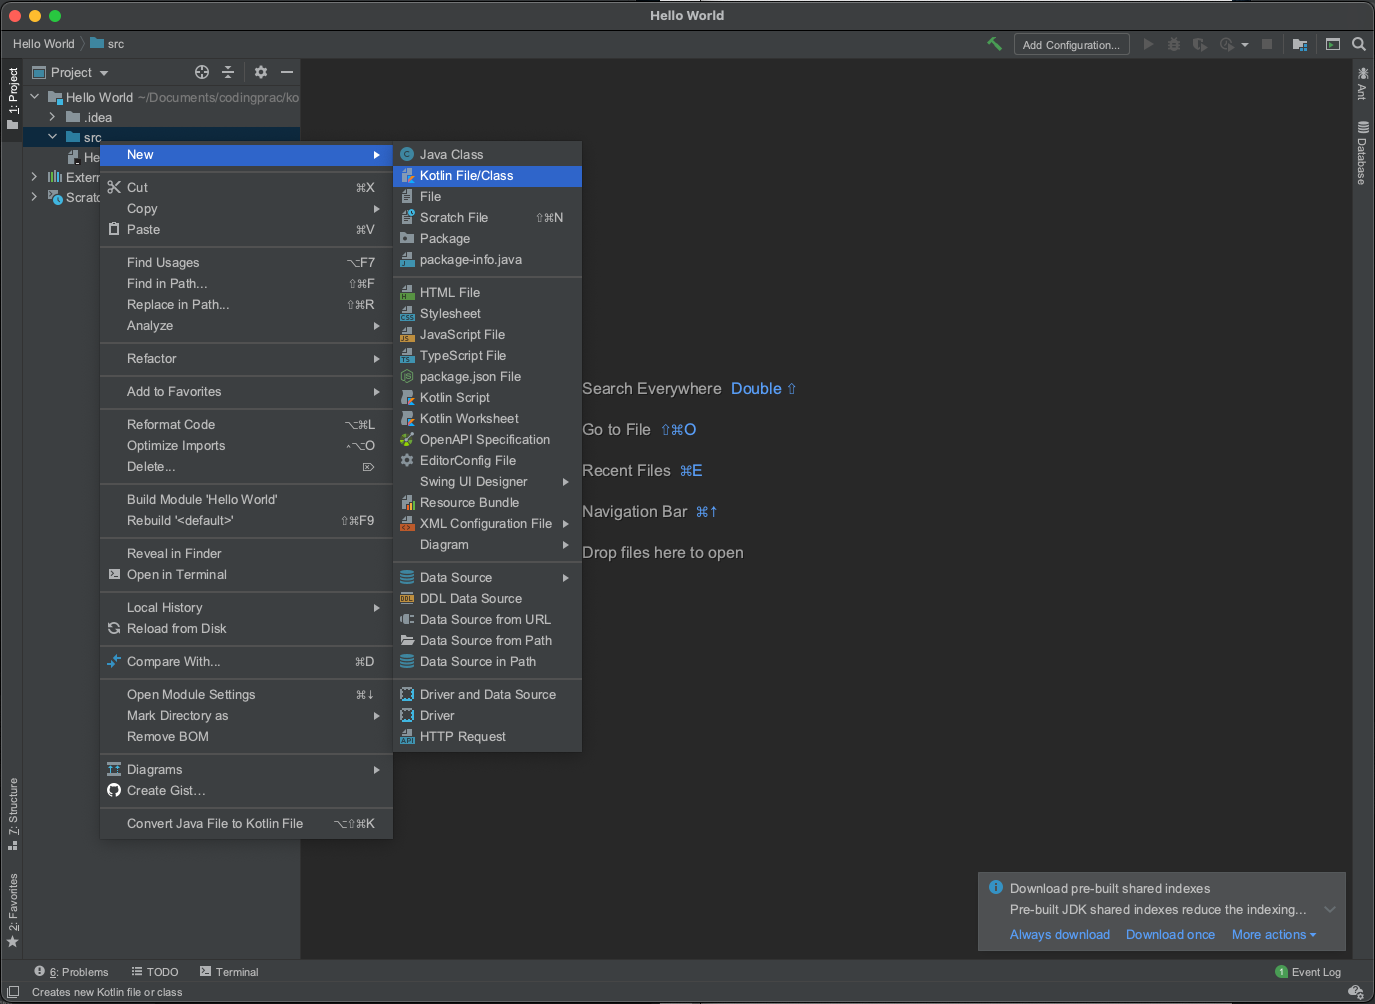 Hello World
Hello World
src
Add Configuration...
1: Project
Project
Hello World ~/Documents/codingprac/ko
.idea
src
He
Extern
Scratc
New
Cut ⌘X
Copy
Paste ⌘V
Find Usages ⌥F7
Find in Path... ⇧⌘F
Replace in Path... ⇧⌘R
Analyze
Refactor
Add to Favorites
Reformat Code ⌥⌘L
Optimize Imports ^⌥O
Delete... ⌦
Build Module 'Hello World'
Rebuild '<default>' ⇧⌘F9
Reveal in Finder
Open in Terminal
Local History
Reload from Disk
Compare With... ⌘D
Open Module Settings ⌘↓
Mark Directory as
Remove BOM
Diagrams
Create Gist...
Convert Java File to Kotlin File ⌥⇧⌘K
Java Class
Kotlin File/Class
File
Scratch File ⇧⌘N
Package
package-info.java
HTML File
Stylesheet
JavaScript File
TypeScript File
package.json File
Kotlin Script
Kotlin Worksheet
OpenAPI Specification
EditorConfig File
Swing UI Designer
Resource Bundle
XML Configuration File
Diagram
Data Source
DDL Data Source
Data Source from URL
Data Source from Path
Data Source in Path
Driver and Data Source
Driver
HTTP Request
Search Everywhere Double ⇧
Go to File ⇧⌘O
Recent Files ⌘E
Navigation Bar ⌘↑
Drop files here to open
Ant
Database
7: Structure
2: Favorites
Download pre-built shared indexes
Pre-built JDK shared indexes reduce the indexing...
Always download Download once More actions
6: Problems
TODO
Terminal
1 Event Log
Creates new Kotlin file or class